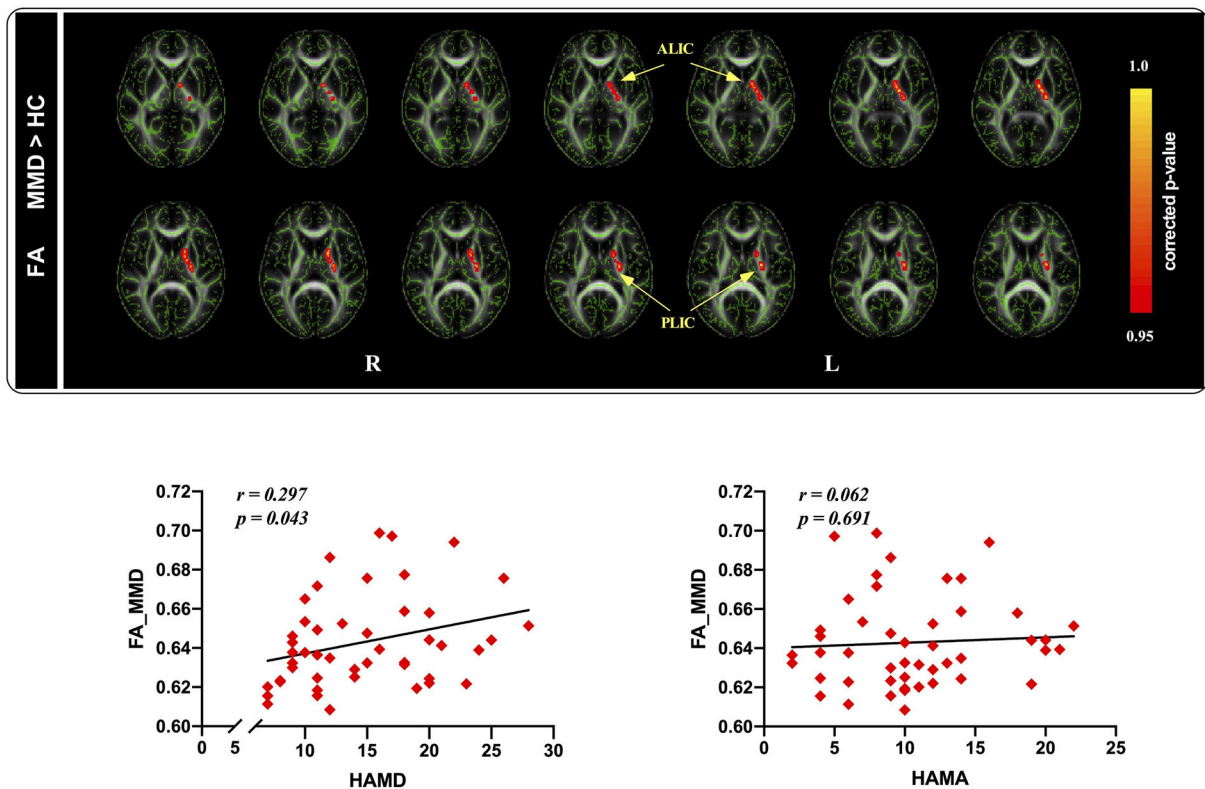 FA MMD > HC
ALIC
PLIC
R
L
1.0
corrected p-value
0.95
r = 0.297
p = 0.043
FA_MMD
0.72
0.70
0.68
0.66
0.64
0.62
0.60
0 5 10 15 20 25 30
HAMD
r = 0.062
p = 0.691
FA_MMD
0.72
0.70
0.68
0.66
0.64
0.62
0.60
0 5 10 15 20 25
HAMA